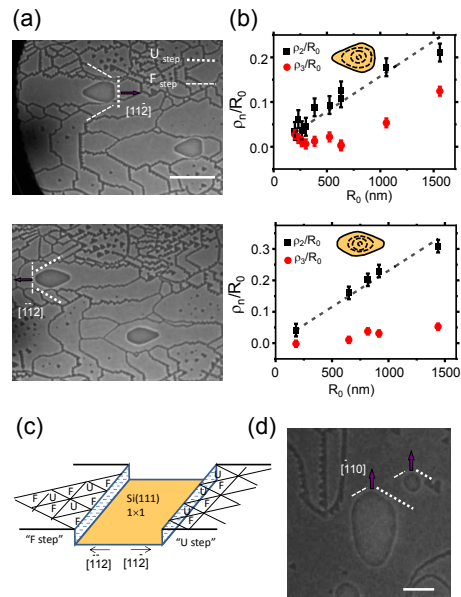 (a)
U step
F step
[11̄2]
[1̄1̄2]
(b)
ρ2/R0
ρ3/R0
ρn/R0
0.2
0.1
0.0
0 500 1000 1500
R0 (nm)
ρ2/R0
ρ3/R0
ρn/R0
0.3
0.2
0.1
0.0
0 500 1000 1500
R0 (nm)
(c)
F U F U F
F U F U F
U F U F
Si(111)
1×1
"F step"
"U step"
[1̄1̄2] [112̄]
(d)
[1̄10]